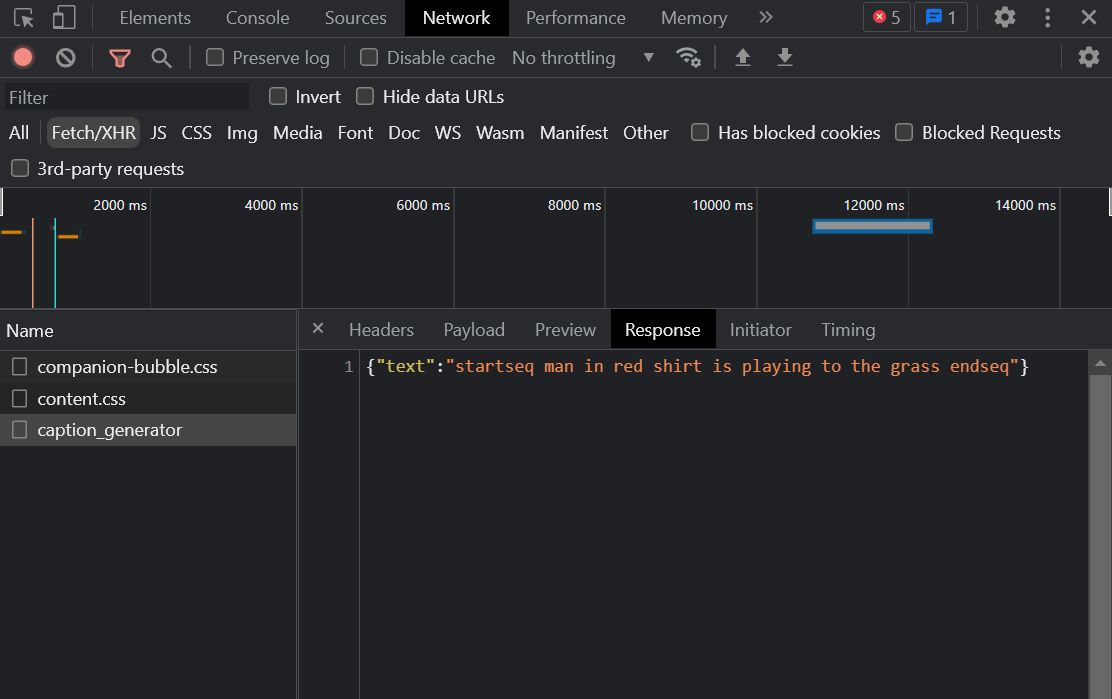 Elements Console Sources Network Performance Memory » 5 1
Preserve log Disable cache No throttling
Filter Invert Hide data URLs
All Fetch/XHR JS CSS Img Media Font Doc WS Wasm Manifest Other Has blocked cookies Blocked Requests
3rd-party requests
2000 ms 4000 ms 6000 ms 8000 ms 10000 ms 12000 ms 14000 ms
Name
Headers Payload Preview Response Initiator Timing
companion-bubble.css
content.css
caption_generator
1 {"text":"startseq man in red shirt is playing to the grass endseq"}